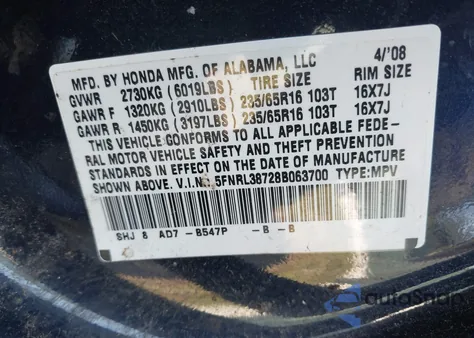 MFD. BY HONDA MFG. OF ALABAMA, LLC 4/'08
GVWR 2730KG (6019LBS) TIRE SIZE RIM SIZE
GAWR F 1320KG (2910LBS) 235/65R16 103T 16X7J
GAWR R 1450KG (3197LBS) 235/65R16 103T 16X7J
THIS VEHICLE CONFORMS TO ALL APPLICABLE FEDE-
RAL MOTOR VEHICLE SAFETY AND THEFT PREVENTION
STANDARDS IN EFFECT ON THE DATE OF MANUFACTURE
SHOWN ABOVE. V.I.N.: 5FNRL38728B063700 TYPE:MPV
SHJ 8 AD7 -B547P -B -B
autoSnap